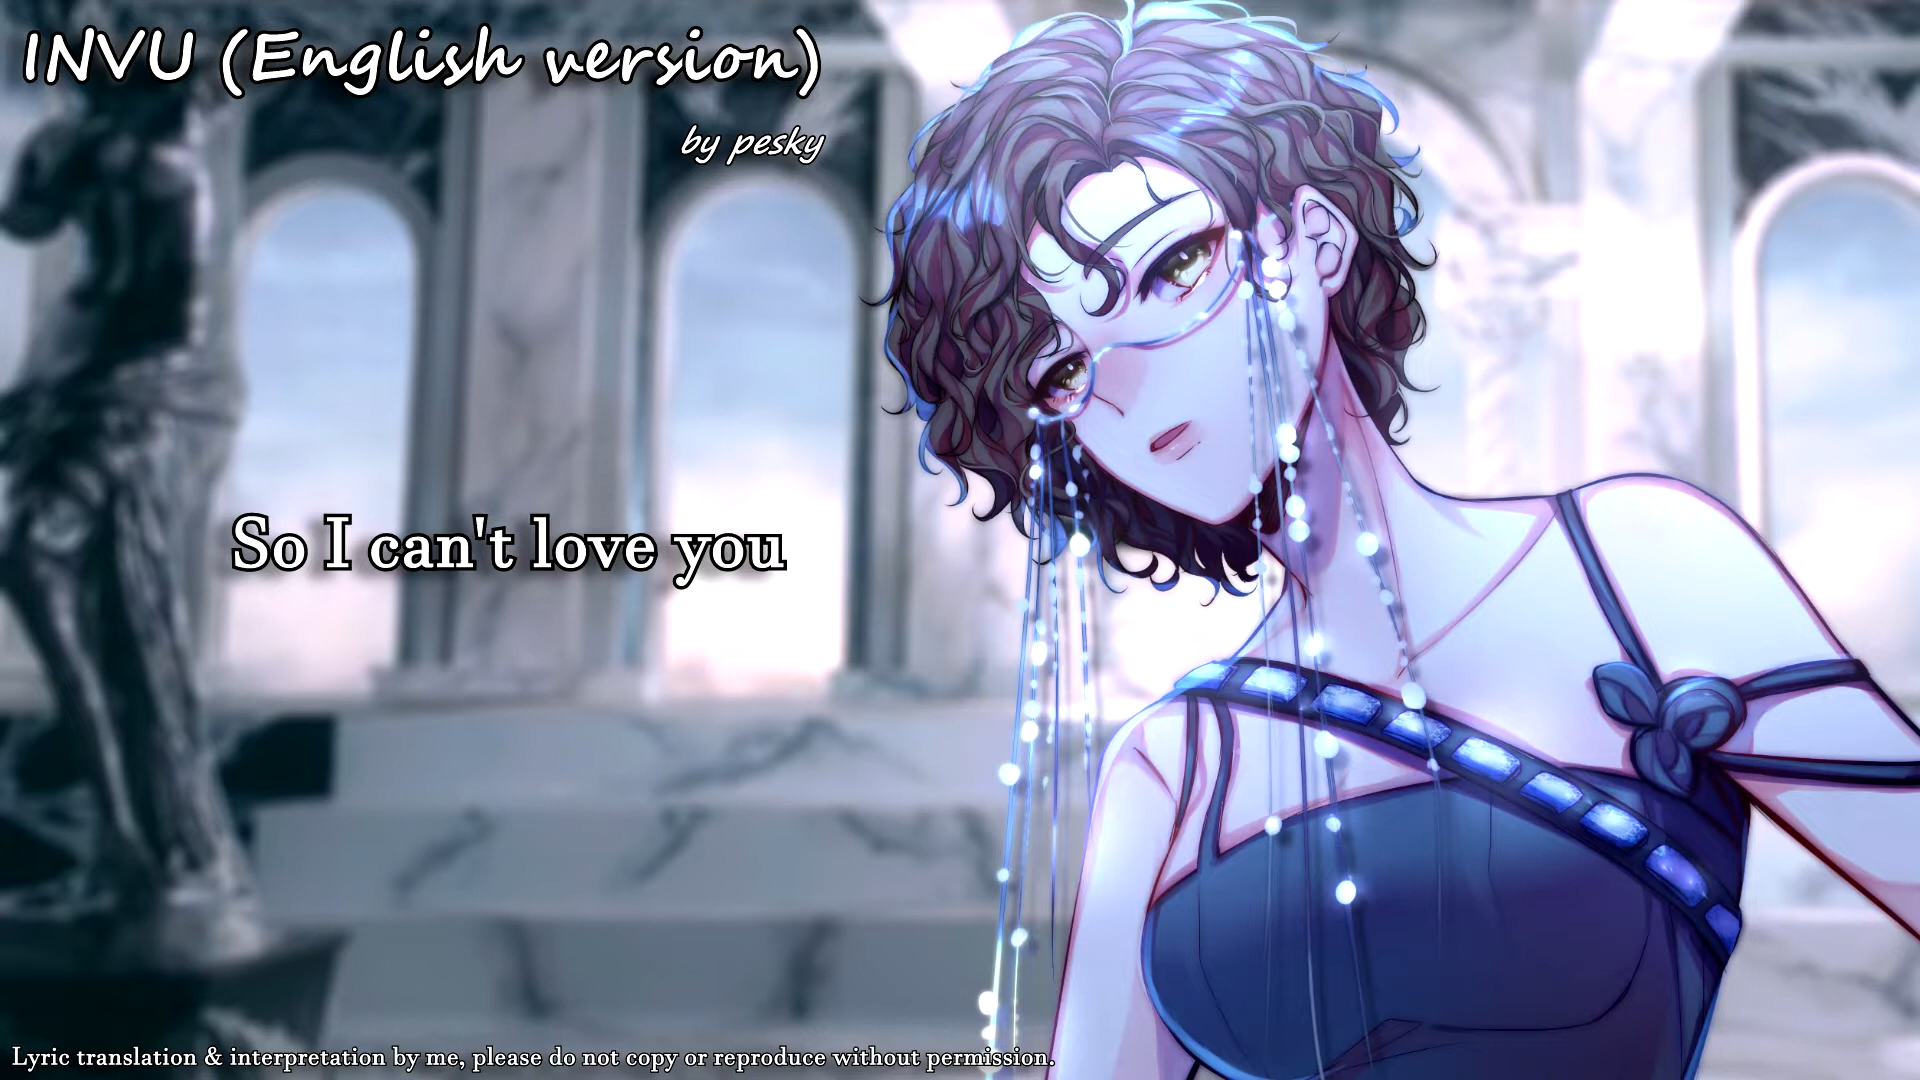 INVU (English version)
by pesky
So I can't love you
Lyric translation & interpretation by me, please do not copy or reproduce without permission.